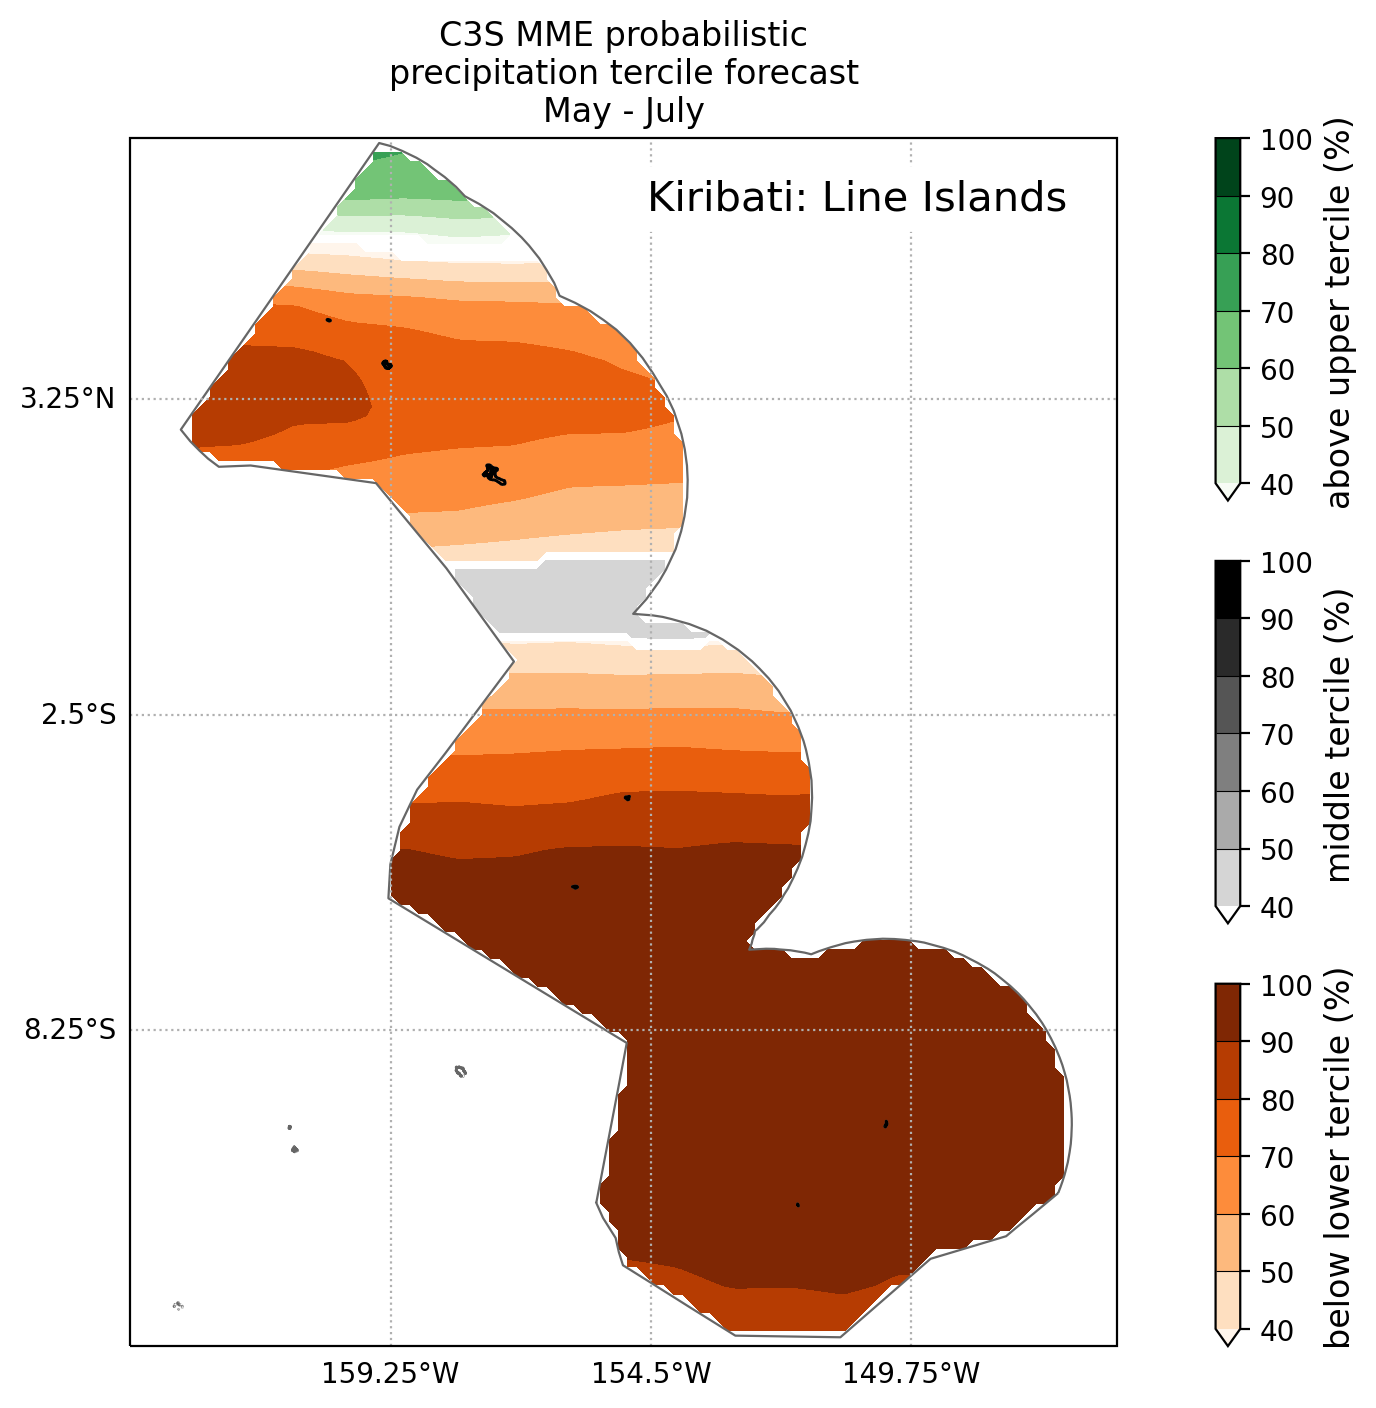 C3S MME probabilistic
precipitation tercile forecast
May - July
Kiribati: Line Islands
3.25°N
2.5°S
8.25°S
159.25°W
154.5°W
149.75°W
100
90
80
70
60
50
40
above upper tercile (%)
100
90
80
70
60
50
40
middle tercile (%)
100
90
80
70
60
50
40
below lower tercile (%)